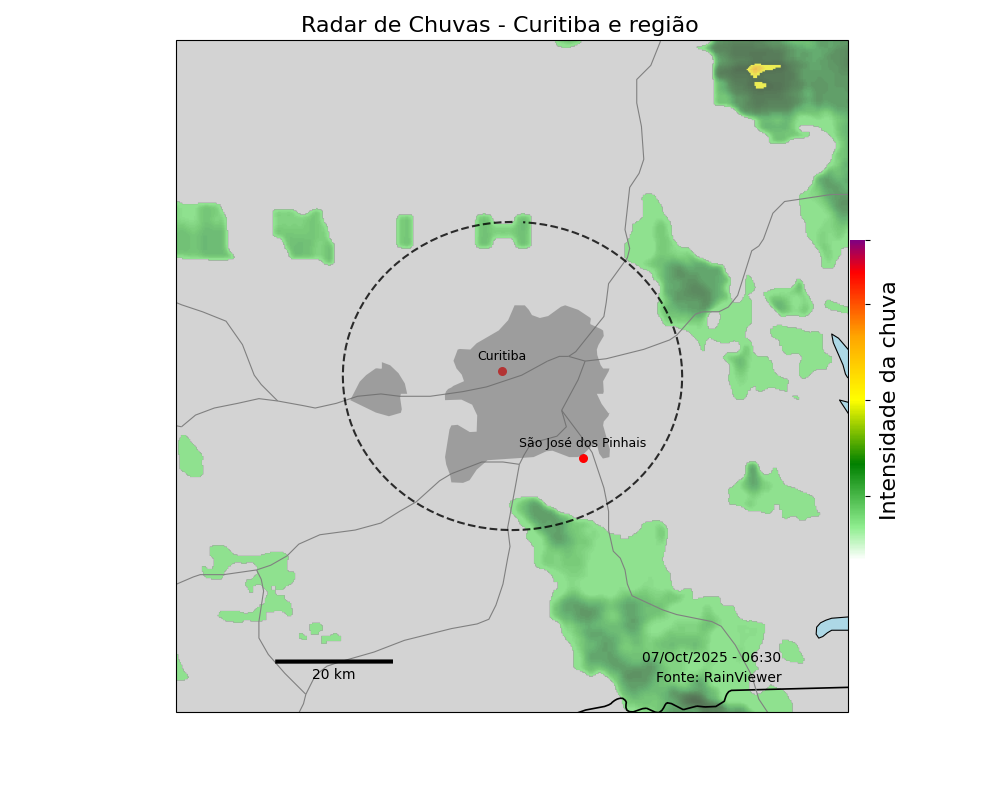 Radar de Chuvas - Curitiba e região
Curitiba
São José dos Pinhais
Intensidade da chuva
07/Oct/2025 - 06:30
Fonte: RainViewer
20 km